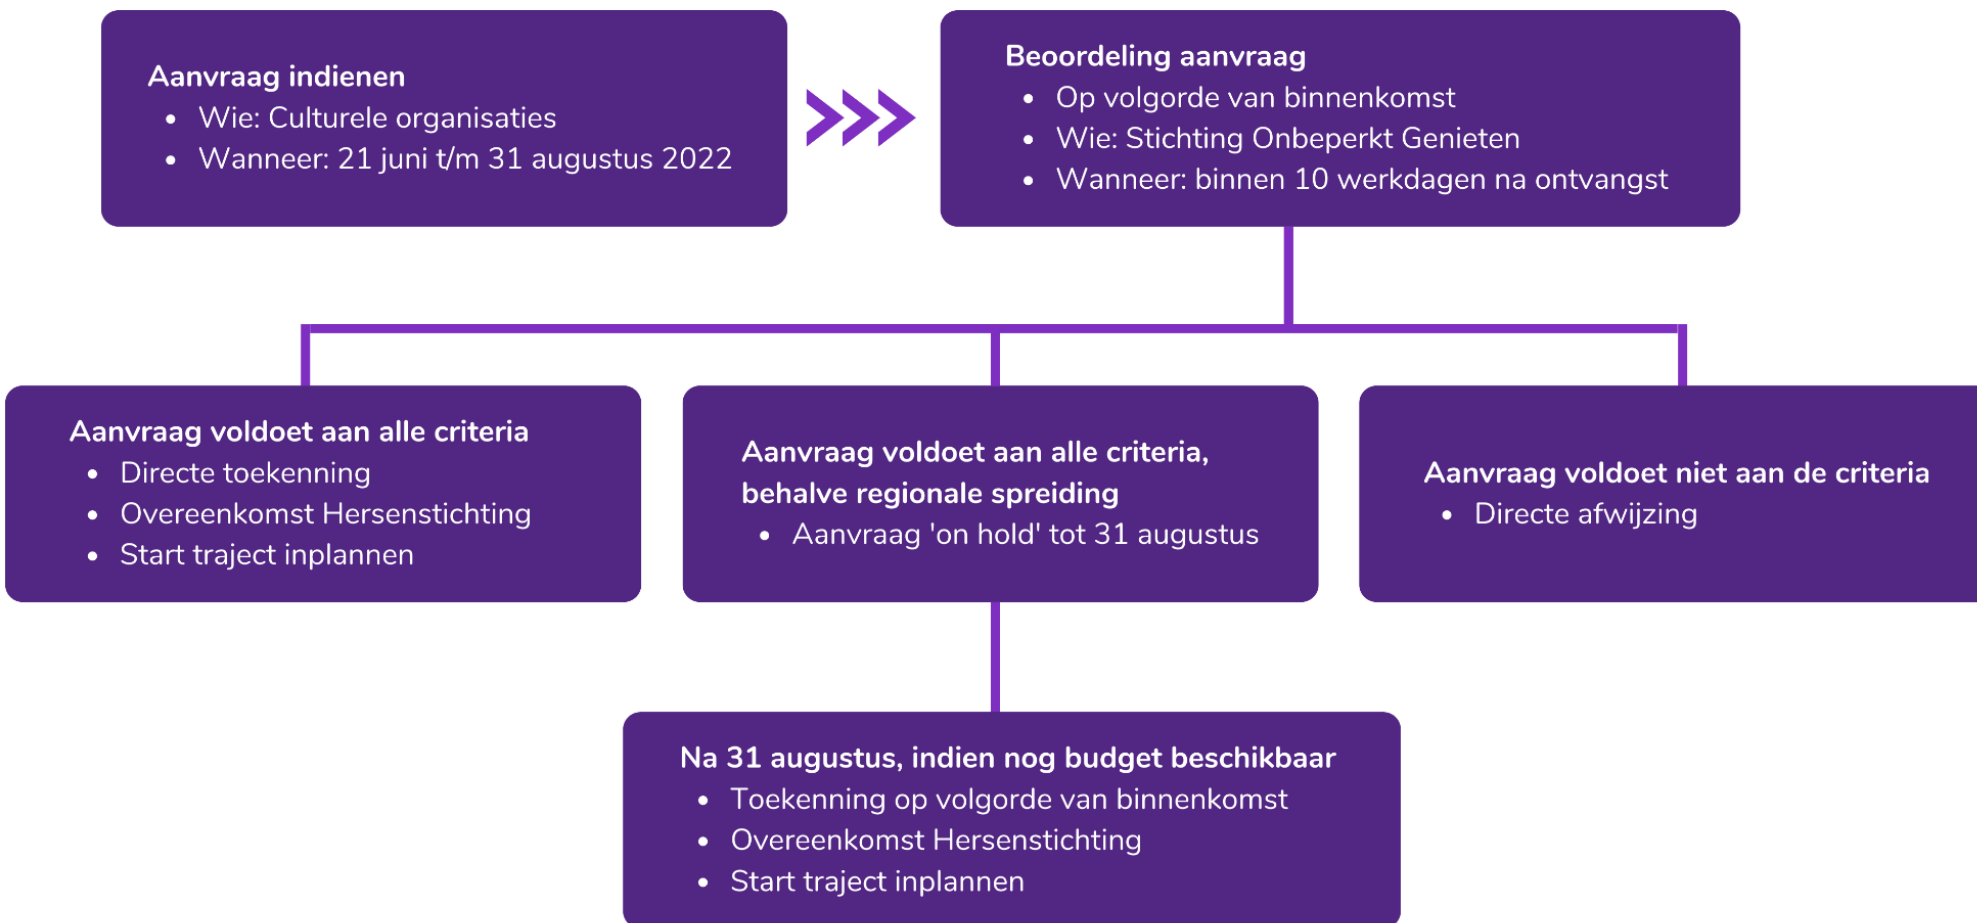 Aanvraag indienen
• Wie: Culturele organisaties
• Wanneer: 21 juni t/m 31 augustus 2022
Beoordeling aanvraag
• Op volgorde van binnenkomst
• Wie: Stichting Onbeperkt Genieten
• Wanneer: binnen 10 werkdagen na ontvangst
Aanvraag voldoet aan alle criteria
• Directe toekenning
• Overeenkomst Hersenstichting
• Start traject inplannen
Aanvraag voldoet aan alle criteria,
behalve regionale spreiding
• Aanvraag 'on hold' tot 31 augustus
Aanvraag voldoet niet aan de criteria
• Directe afwijzing
Na 31 augustus, indien nog budget beschikbaar
• Toekenning op volgorde van binnenkomst
• Overeenkomst Hersenstichting
• Start traject inplannen